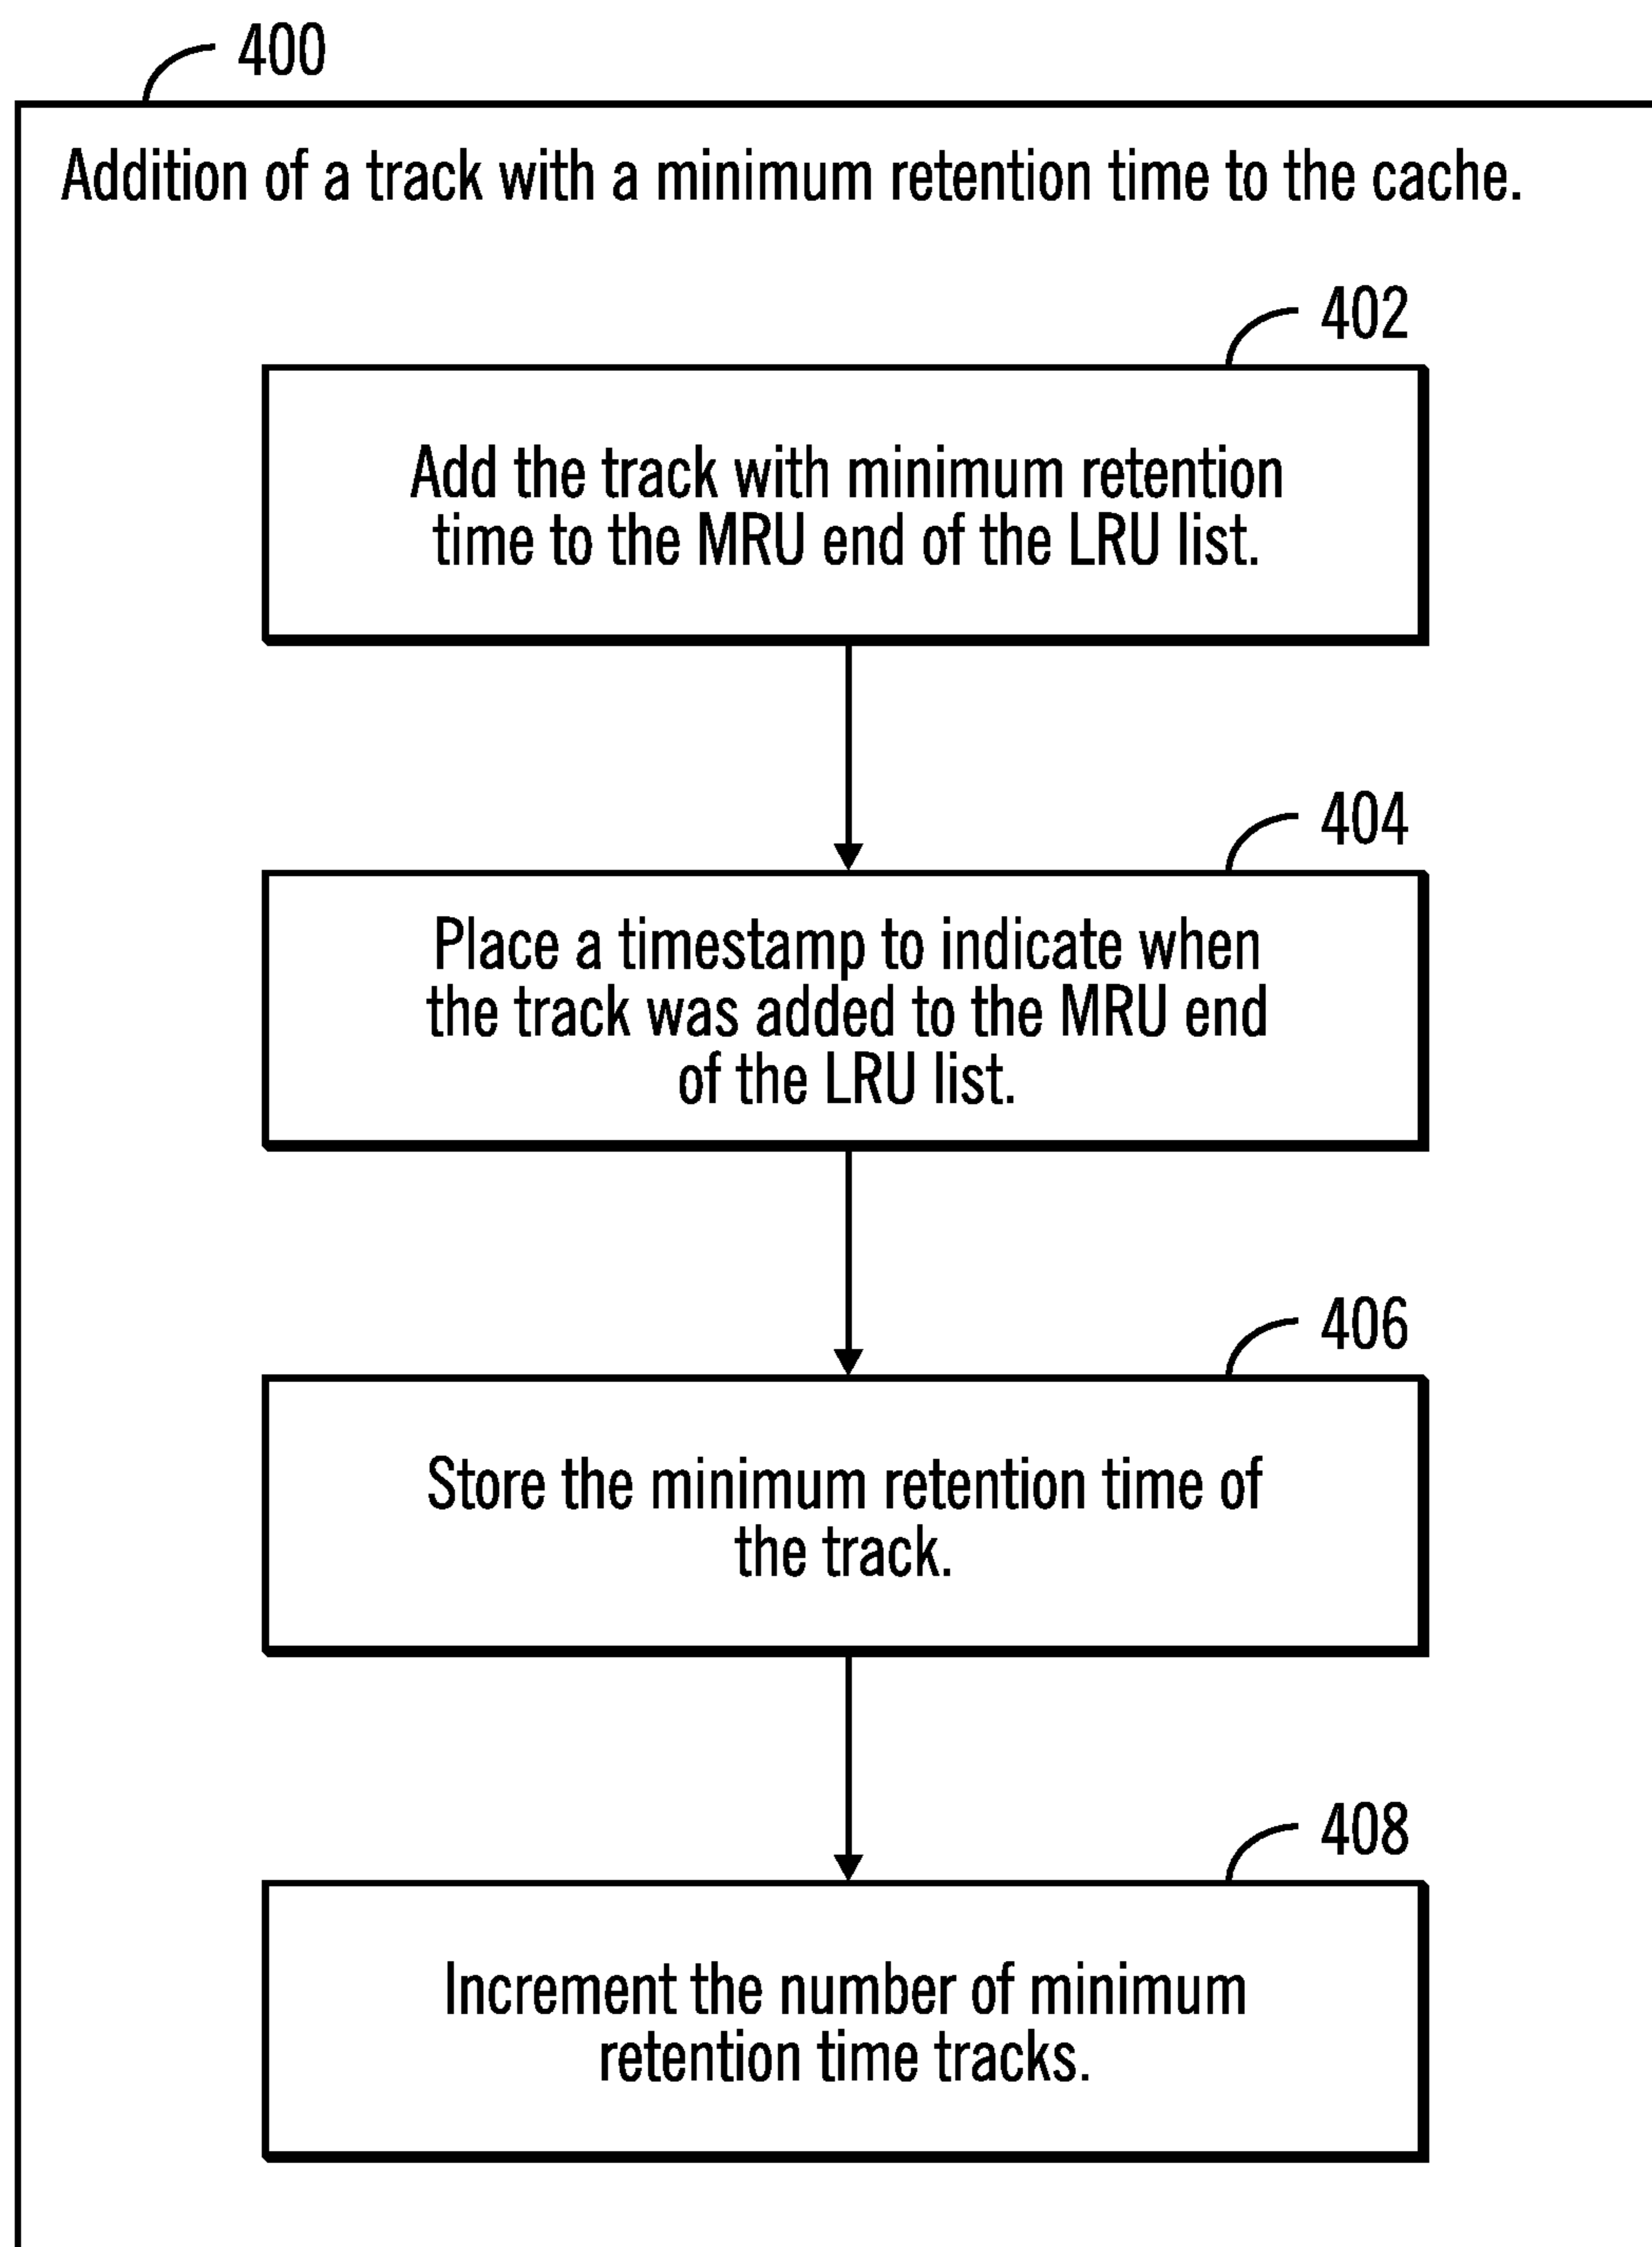 400
Addition of a track with a minimum retention time to the cache.
402
Add the track with minimum retention
time to the MRU end of the LRU list.
404
Place a timestamp to indicate when
the track was added to the MRU end
of the LRU list.
406
Store the minimum retention time of
the track.
408
Increment the number of minimum
retention time tracks.